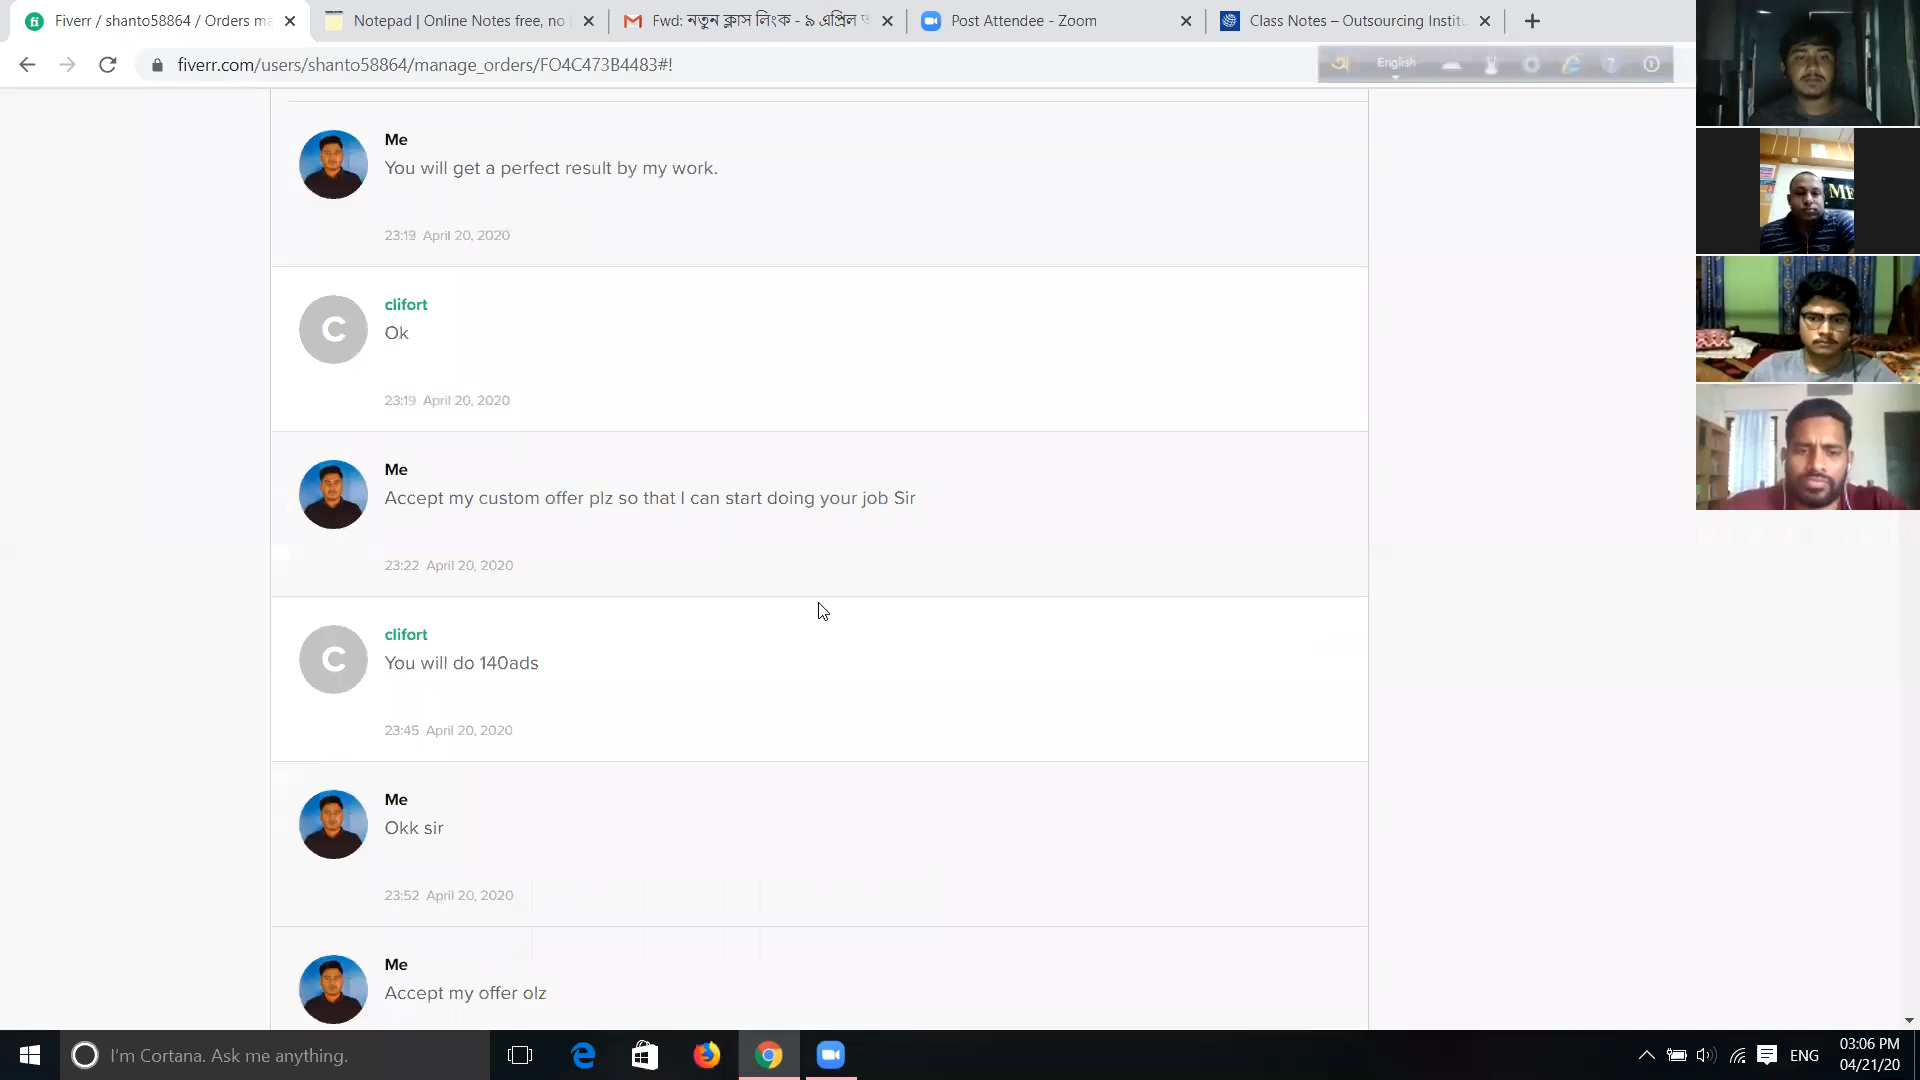 Fiverr / shanto58864 / Orders ma
Notepad | Online Notes free, no
Fwd: নতুন ক্লাস লিংক - ৯ এপ্রিল
Post Attendee - Zoom
Class Notes – Outsourcing Institu
fiverr.com/users/shanto58864/manage_orders/FO4C473B4483#!
English
Me
You will get a perfect result by my work.
23:19 April 20, 2020
C
clifort
Ok
23:19 April 20, 2020
Me
Accept my custom offer plz so that I can start doing your job Sir
23:22 April 20, 2020
C
clifort
You will do 140ads
23:45 April 20, 2020
Me
Okk sir
23:52 April 20, 2020
Me
Accept my offer olz
I'm Cortana. Ask me anything.
ENG
03:06 PM
04/21/20